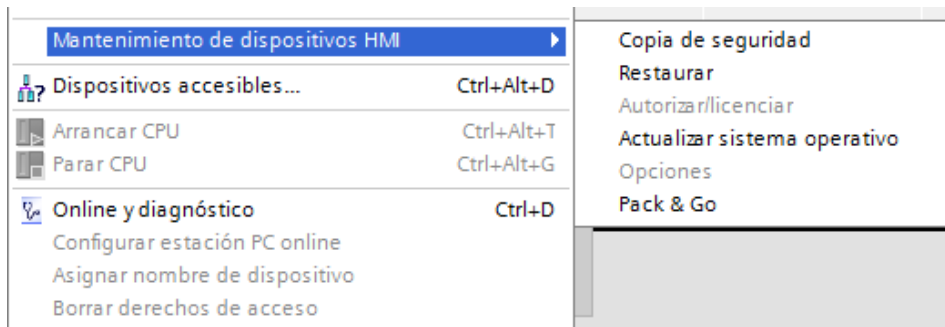 Mantenimiento de dispositivos HMI
Dispositivos accesibles... Ctrl+Alt+D
Arrancar CPU Ctrl+Alt+T
Parar CPU Ctrl+Alt+G
Online y diagnóstico Ctrl+D
Configurar estación PC online
Asignar nombre de dispositivo
Borrar derechos de acceso
Copia de seguridad
Restaurar
Autorizar/licenciar
Actualizar sistema operativo
Opciones
Pack & Go